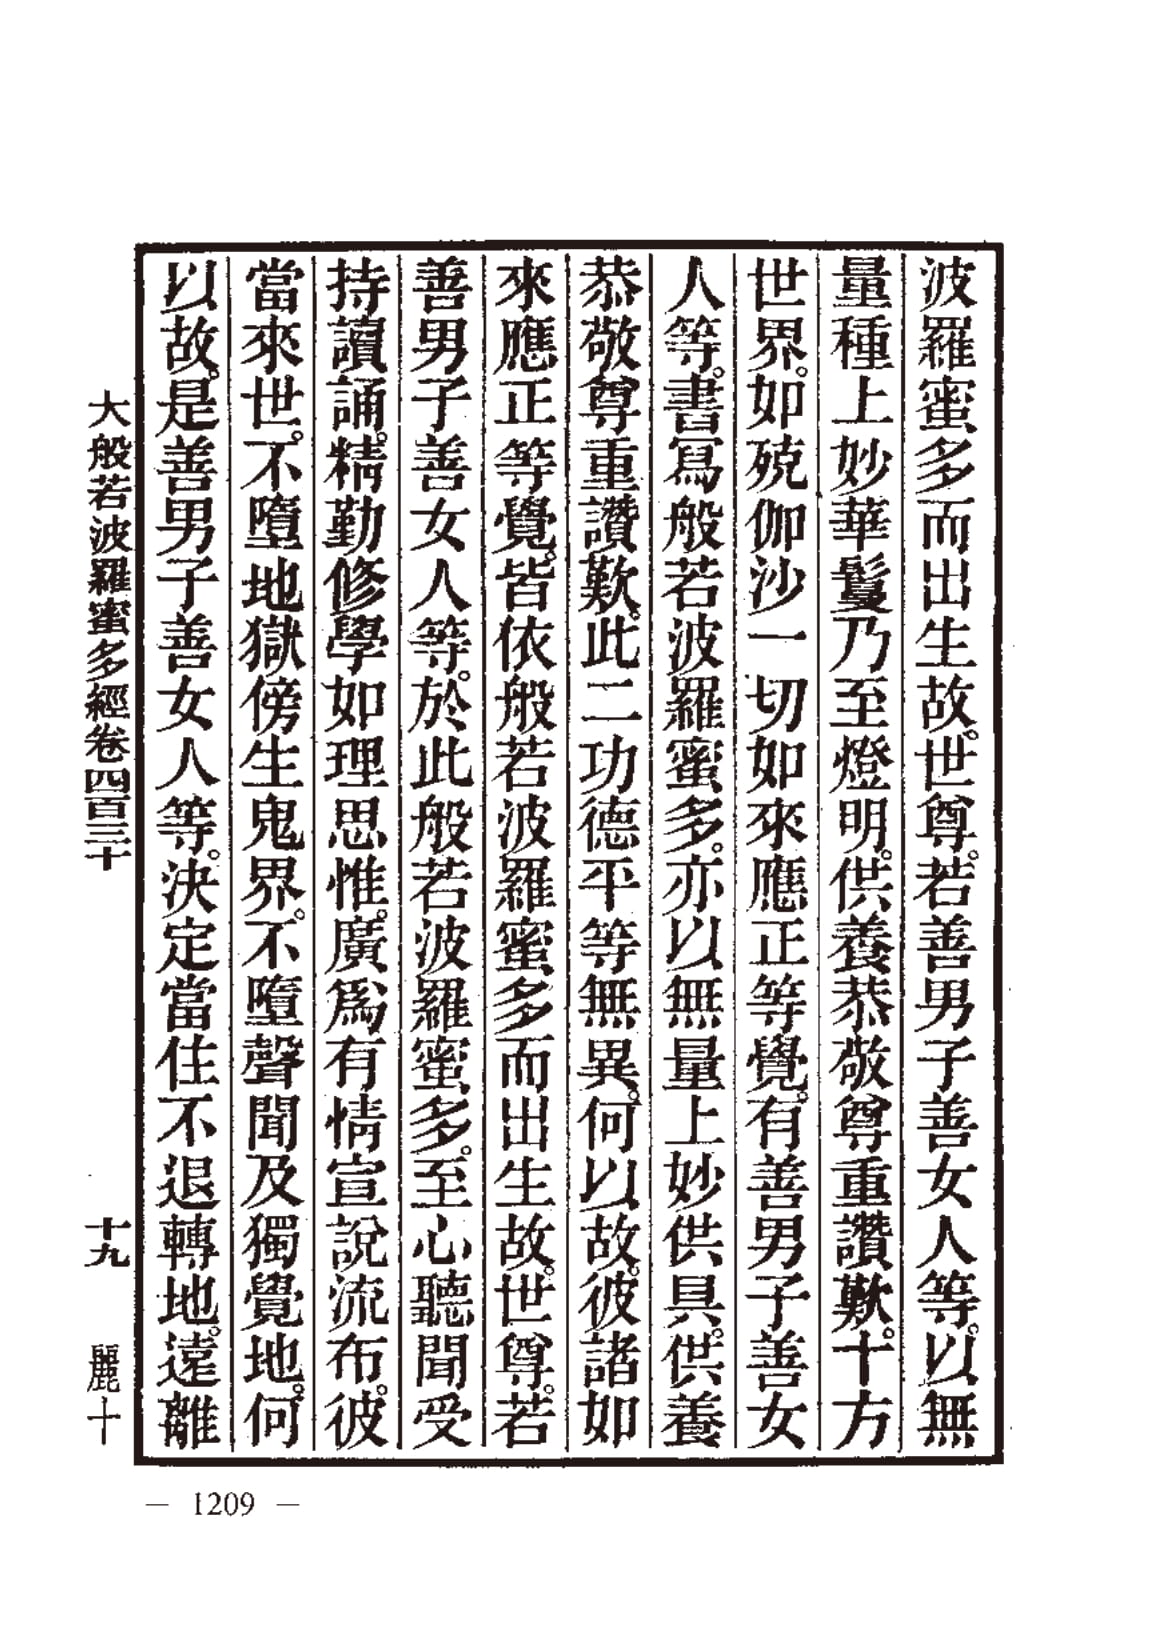 波羅蜜多而出生故。世尊。若善男子善女人等。以無
量種上妙華鬘乃至燈明。供養恭敬尊重讚歎。十方
世界。如殑伽沙一切如來應正等覺。有善男子善女
人等。書寫般若波羅蜜多。亦以無量上妙供具。供養
恭敬尊重讚歎。此二功德平等無異。何以故。彼諸如
來應正等覺。皆依般若波羅蜜多而出生故。世尊。若
善男子善女人等。於此般若波羅蜜多。至心聽聞受
持讀誦。精勤修學如理思惟。廣爲有情宣說流布。彼
當來世。不墮地獄傍生鬼界。不墮聲聞及獨覺地。何
以故。是善男子善女人等。決定當住不退轉地。遠離
大般若波羅蜜多經卷四百三十 十九 麗十
— 1209 —